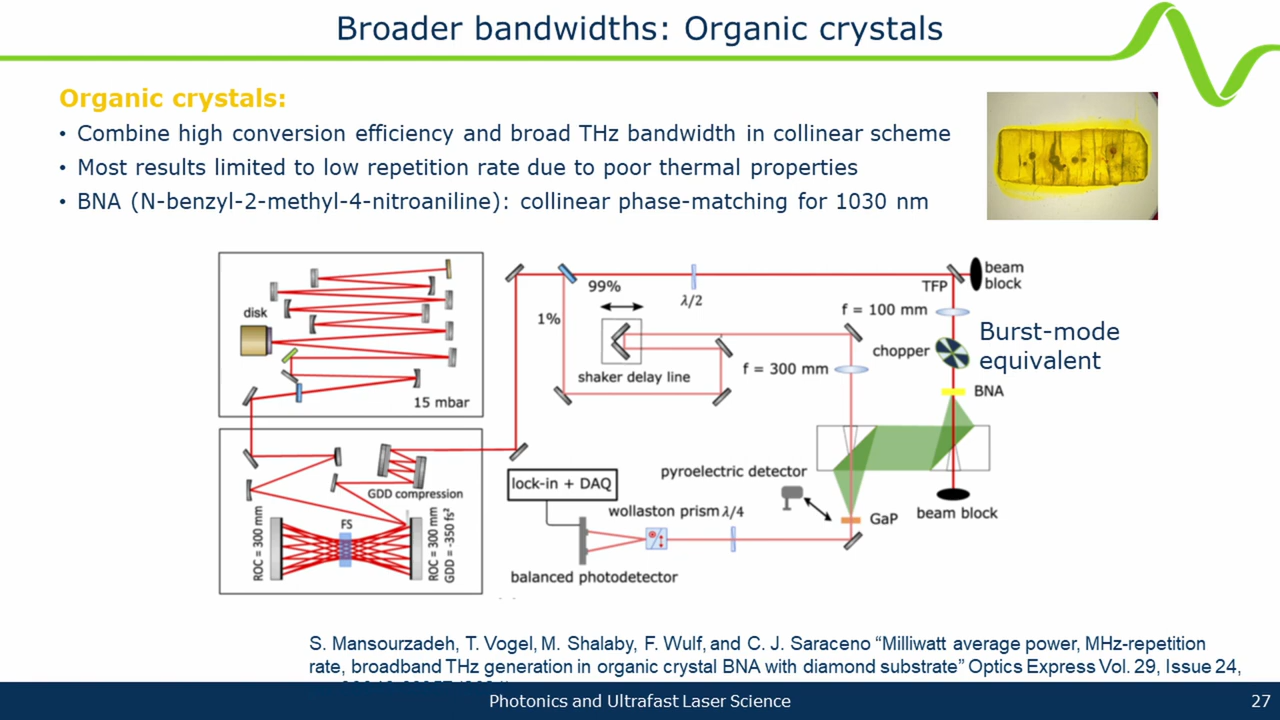 Broader bandwidths: Organic crystals
Organic crystals:
• Combine high conversion efficiency and broad THz bandwidth in collinear scheme
• Most results limited to low repetition rate due to poor thermal properties
• BNA (N-benzyl-2-methyl-4-nitroaniline): collinear phase-matching for 1030 nm
disk
15 mbar
GDD compression
ROC = 300 mm
FS
ROC = 300 mm
GDD = -350 fs²
99%
1%
λ/2
TFP
beam
block
shaker delay line
f = 300 mm
f = 100 mm
chopper
Burst-mode
equivalent
BNA
pyroelectric detector
lock-in + DAQ
wollaston prism λ/4
GaP
beam block
balanced photodetector
S. Mansourzadeh, T. Vogel, M. Shalaby, F. Wulf, and C. J. Saraceno “Milliwatt average power, MHz-repetition
rate, broadband THz generation in organic crystal BNA with diamond substrate” Optics Express Vol. 29, Issue 24,
Photonics and Ultrafast Laser Science
27